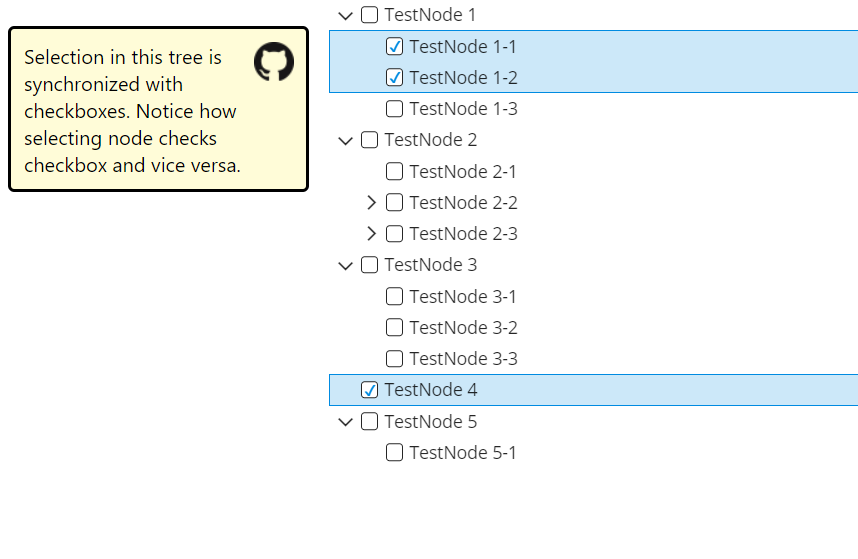 Selection in this tree is
synchronized with
checkboxes. Notice how
selecting node checks
checkbox and vice versa.
TestNode 1
TestNode 1-1
TestNode 1-2
TestNode 1-3
TestNode 2
TestNode 2-1
TestNode 2-2
TestNode 2-3
TestNode 3
TestNode 3-1
TestNode 3-2
TestNode 3-3
TestNode 4
TestNode 5
TestNode 5-1